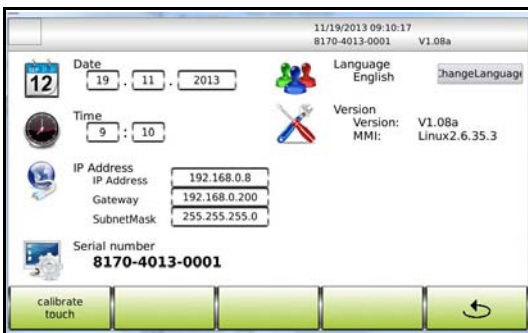 11/19/2013 09:10:17
8170-4013-0001 V1.08a
Date
19 . 11 . 2013
12
Time
9 : 10
IP Address
IP Address 192.168.0.8
Gateway 192.168.0.200
SubnetMask 255.255.255.0
Serial number
8170-4013-0001
Language
English
ChangeLanguage
Version
Version: V1.08a
MMI: Linux2.6.35.3
calibrate
touch